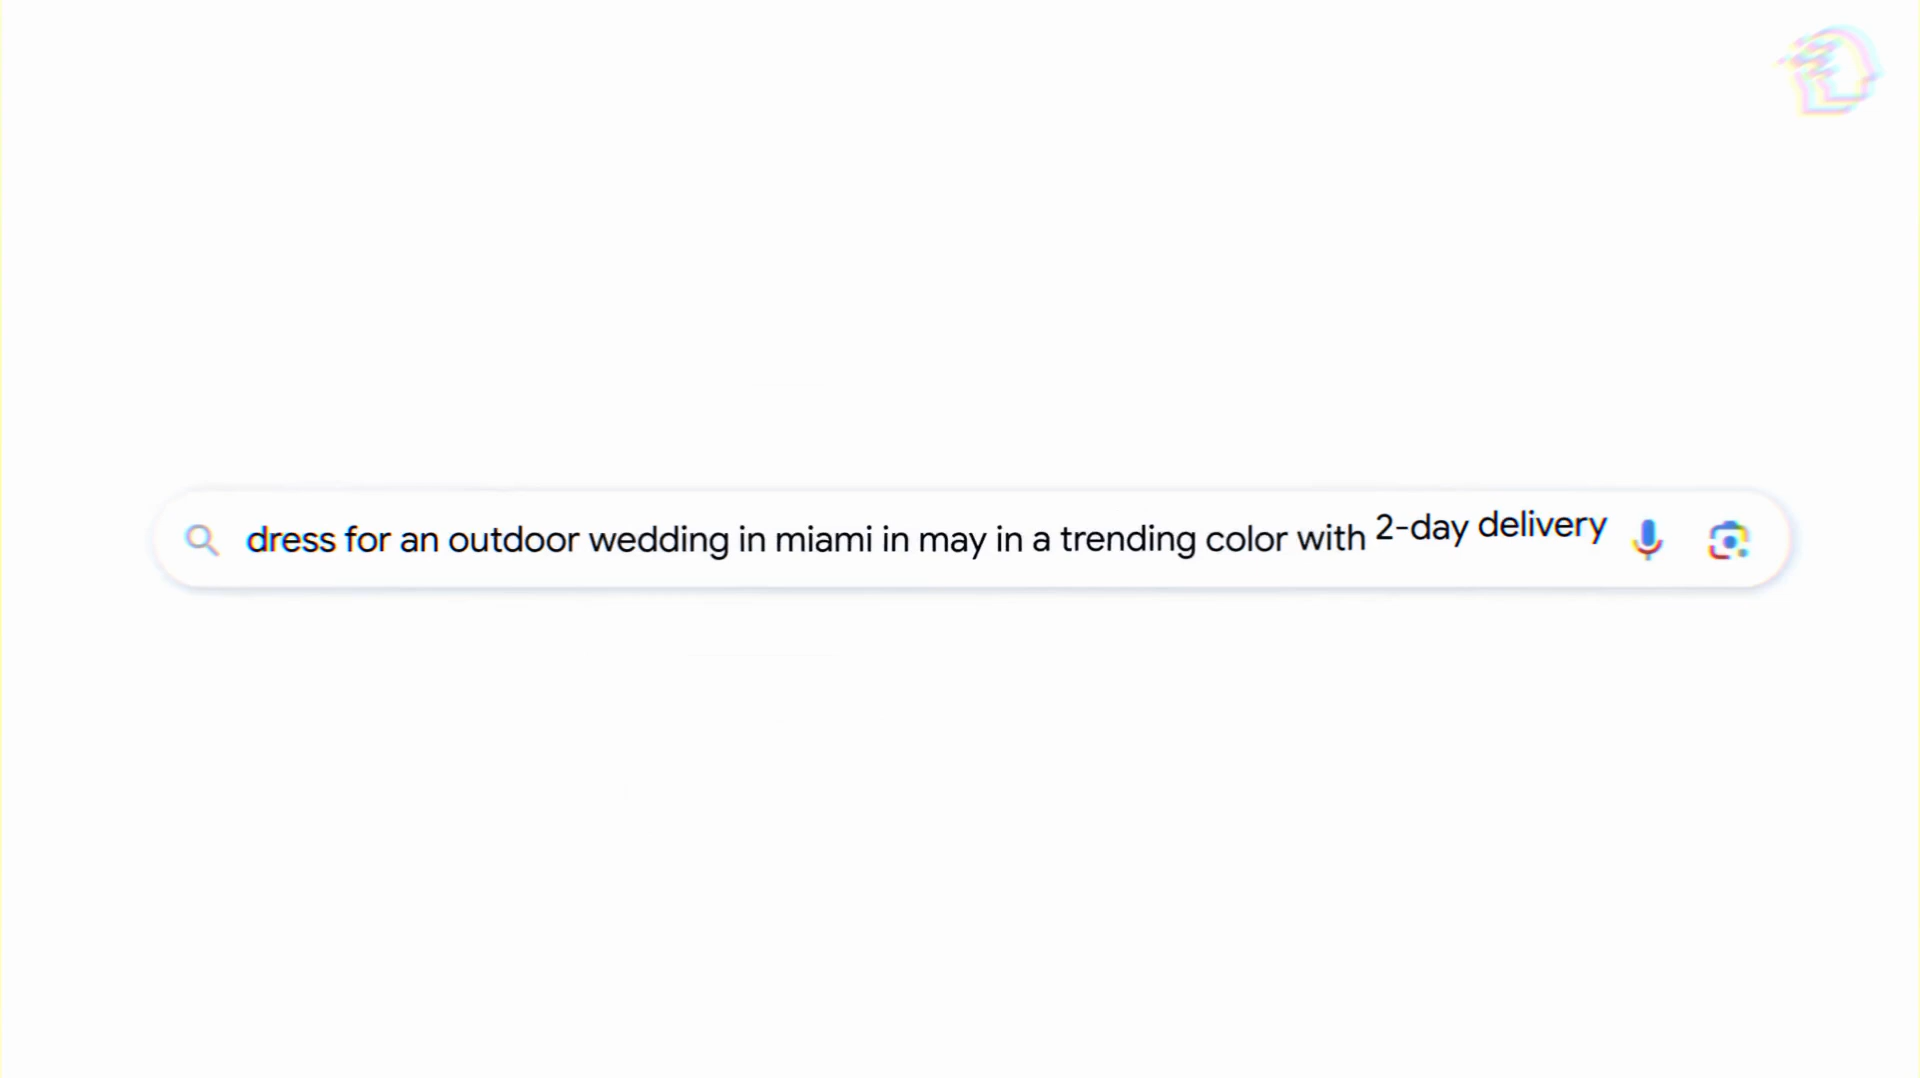 dress for an outdoor wedding in miami in may in a trending color with 2-day delivery